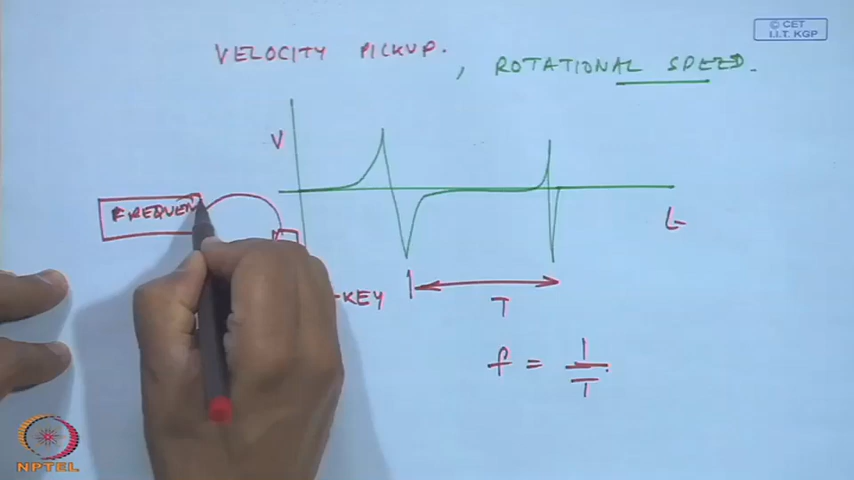 © CET
I.I.T. KGP
VELOCITY PICKUP.
, ROTATIONAL SPEED.
V
FREQUEN
t
-KEY
T
f = 1/T
NPTEL